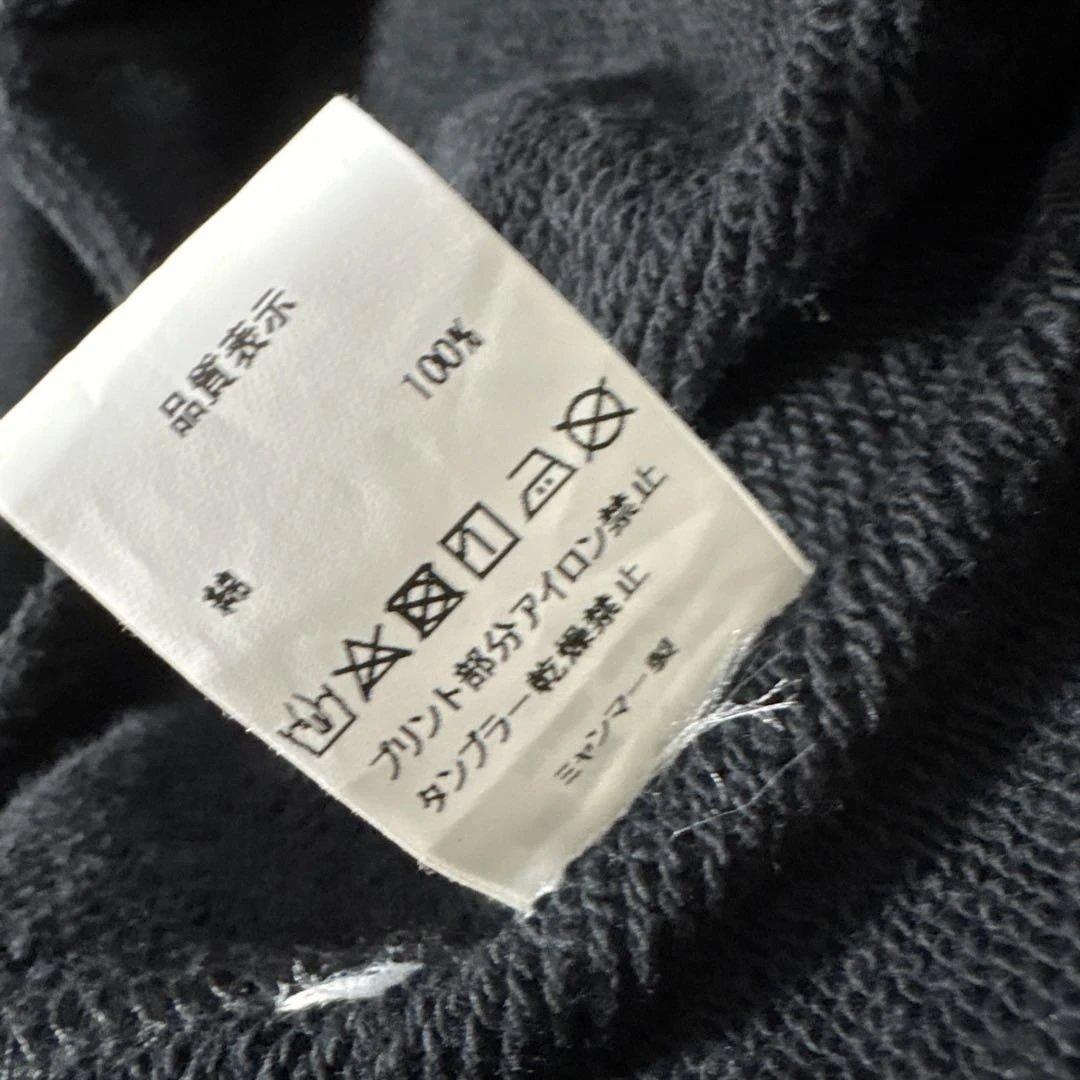 品質表示
綿 100%
プリント部分アイロン禁止
タンブラー乾燥禁止
ミャンマー製